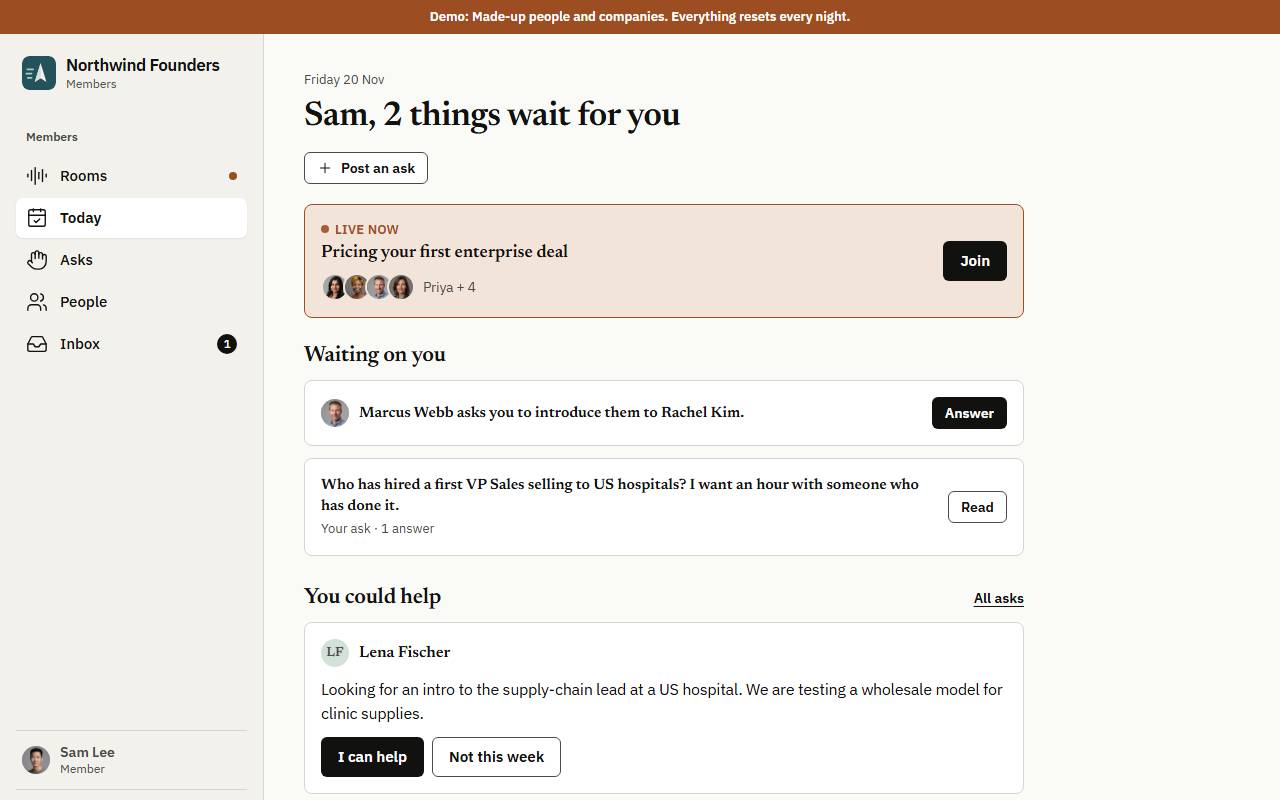 Demo: Made-up people and companies. Everything resets every night.
Northwind Founders
Members
Members
Rooms
Today
Asks
People
Inbox
1
Sam Lee
Member
Friday 20 Nov
Sam, 2 things wait for you
Post an ask
LIVE NOW
Pricing your first enterprise deal
Priya + 4
Join
Waiting on you
Marcus Webb asks you to introduce them to Rachel Kim.
Answer
Who has hired a first VP Sales selling to US hospitals? I want an hour with someone who
has done it.
Your ask · 1 answer
Read
You could help
All asks
LF
Lena Fischer
Looking for an intro to the supply-chain lead at a US hospital. We are testing a wholesale model for
clinic supplies.
I can help
Not this week